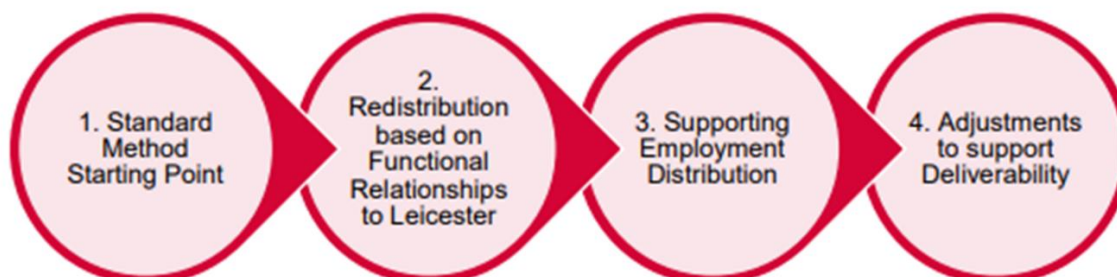 1. Standard
Method
Starting Point
2.
Redistribution
based on
Functional
Relationships
to Leicester
3. Supporting
Employment
Distribution
4. Adjustments
to support
Deliverability